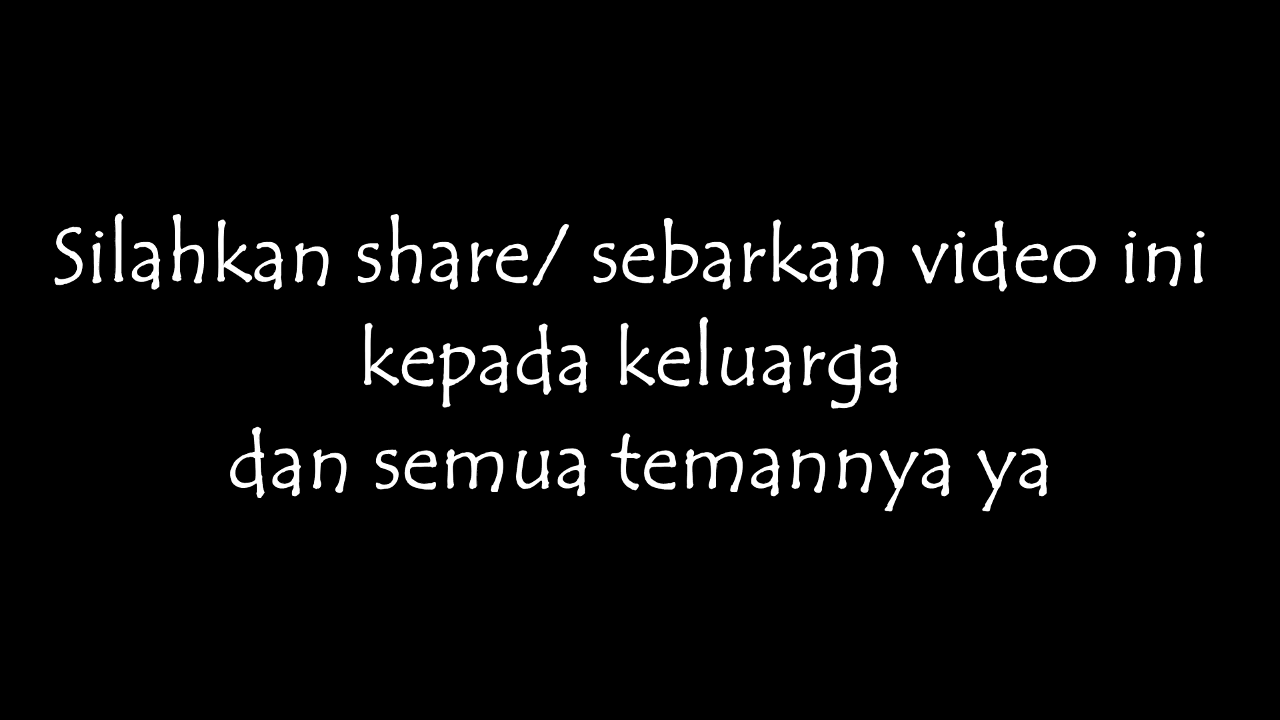 Silahkan share/ sebarkan video ini
kepada keluarga
dan semua temannya ya